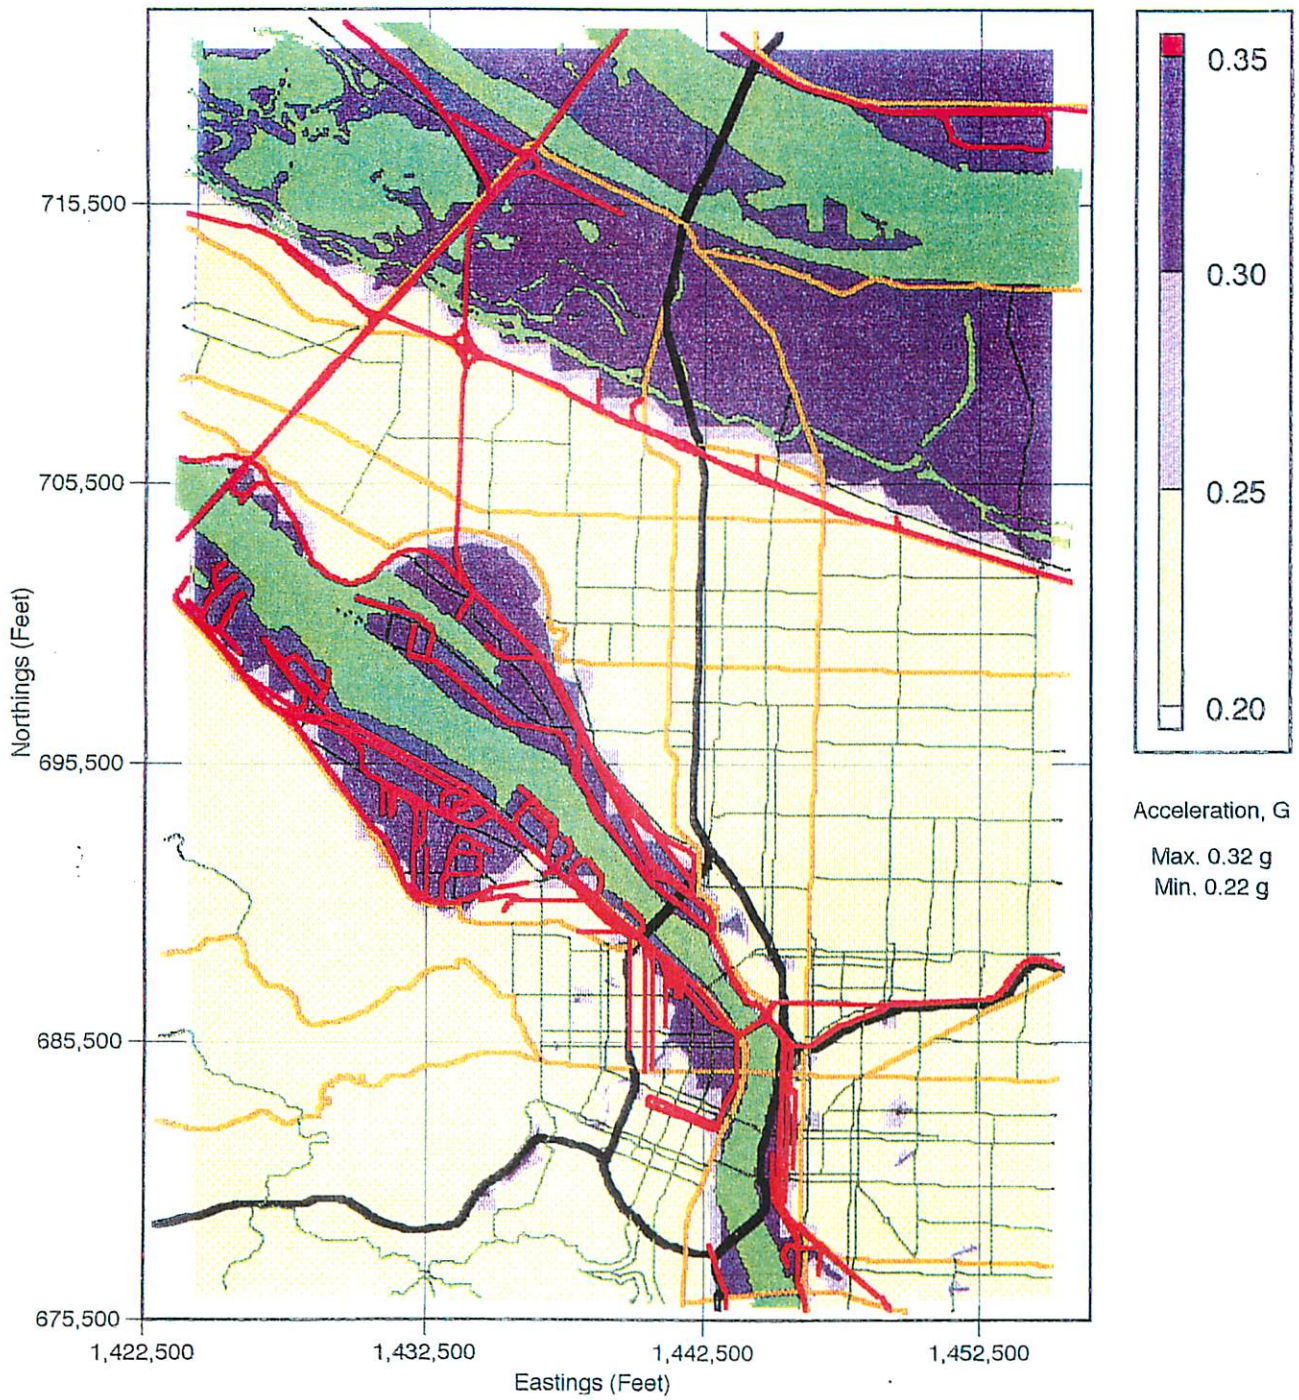 0.35
0.30
0.25
0.20
Acceleration, G
Max. 0.32 g
Min. 0.22 g
715,500
705,500
695,500
685,500
675,500
Northings (Feet)
1,422,500
1,432,500
1,442,500
1,452,500
Eastings (Feet)